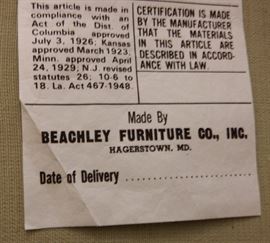 This article is made in
compliance with an
Act of the Dist. of
Columbia approved
July 3, 1926; Kansas
approved March 1923;
Minn. approved April
24, 1929; N.J. revised
statutes 26: 10-6 to
18. La. Act 467-1948.
CERTIFICATION IS MADE
BY THE MANUFACTURER
THAT THE MATERIALS
IN THIS ARTICLE ARE
DESCRIBED IN ACCORD-
ANCE WITH LAW.
Made By
BEACHLEY FURNITURE CO., INC.
HAGERSTOWN, MD.
Date of Delivery ........................